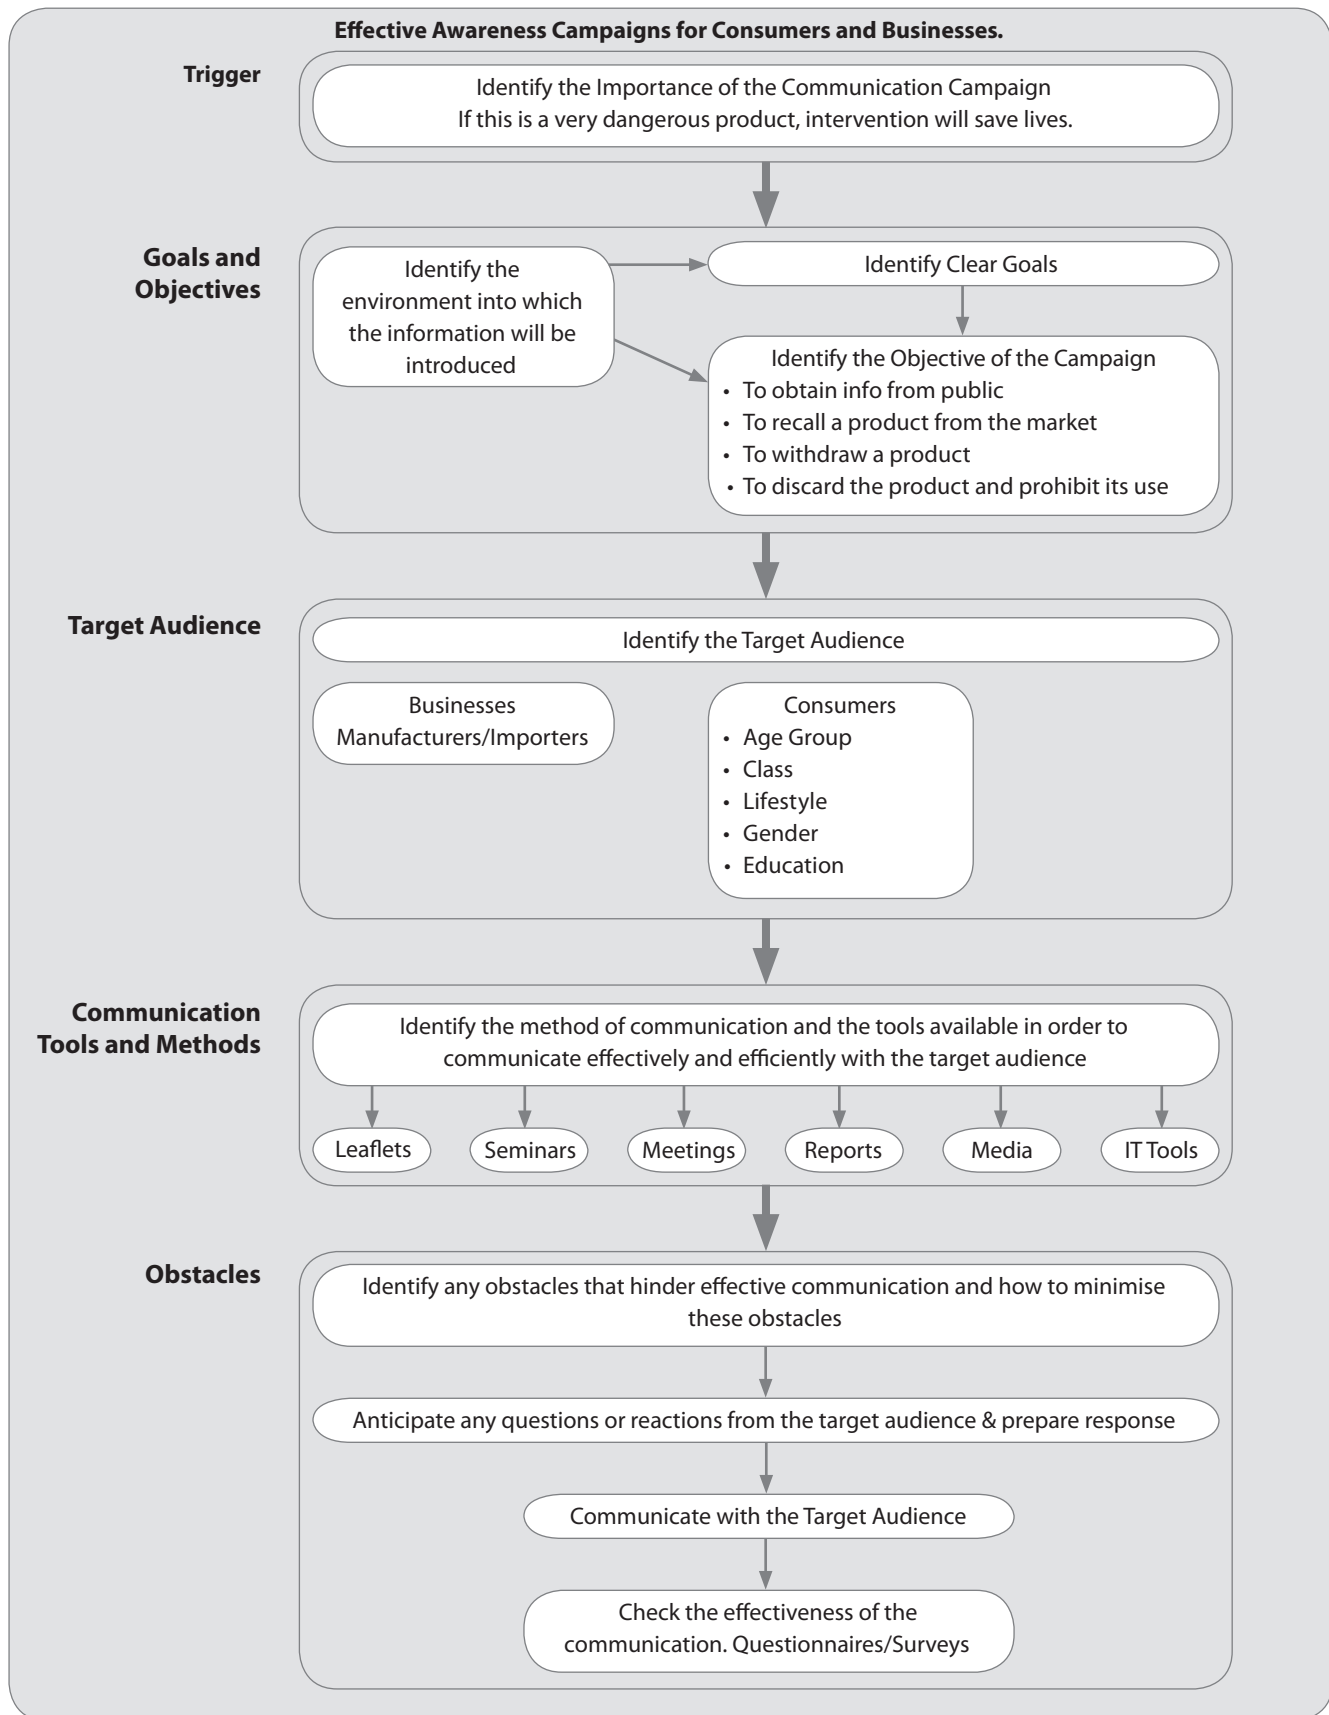 Effective Awareness Campaigns for Consumers and Businesses.
Trigger
Identify the Importance of the Communication Campaign
If this is a very dangerous product, intervention will save lives.
Goals and
Objectives
Identify the
environment into which
the information will be
introduced
Identify Clear Goals
Identify the Objective of the Campaign
• To obtain info from public
• To recall a product from the market
• To withdraw a product
• To discard the product and prohibit its use
Target Audience
Identify the Target Audience
Businesses
Manufacturers/Importers
Consumers
• Age Group
• Class
• Lifestyle
• Gender
• Education
Communication
Tools and Methods
Identify the method of communication and the tools available in order to
communicate effectively and efficiently with the target audience
Leaflets
Seminars
Meetings
Reports
Media
IT Tools
Obstacles
Identify any obstacles that hinder effective communication and how to minimise
these obstacles
Anticipate any questions or reactions from the target audience & prepare response
Communicate with the Target Audience
Check the effectiveness of the
communication. Questionnaires/Surveys